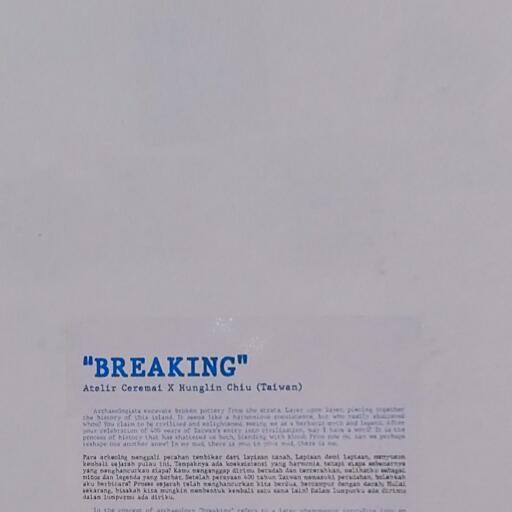 "BREAKING"
Atelir Ceremai X Hunglin Chiu (Taiwan)
Archaeologists excavate broken pottery from the strata. Layer upon layer, piecing together
the history of this island. It seems like a harmonious coexistence, but who really shattered
whom? You claim to be civilized and enlightened, seeing me as a barbaric myth and legend. After
your celebration of 400 years of Taiwan's entry into civilization, may I have a word? It is the
process of history that has shattered us both, blending with blood. From now on, can we perhaps
reshape one another anew? In my mud, there is you; in your mud, there is me.
Para arkeolog menggali pecahan tembikar dari lapisan tanah, Lapisan demi lapisan, menyusun
kembali sejarah pulau ini. Tampaknya ada koeksistensi yang harmonis, tetapi siapa sebenarnya
yang menghancurkan siapa? Kamu menganggap dirimu beradab dan tercerahkan, melihatku sebagai
mitos dan legenda yang barbar. Setelah perayaan 400 tahun Taiwan memasuki peradaban, bolehkah
aku berbicara? Proses sejarah telah menghancurkan kita berdua, bercampur dengan darah. Mulai
sekarang, bisakah kita mungkin membentuk kembali satu sama lain? Dalam lumpurku ada dirimu
dalam lumpurmu ada diriku.
In the concept of archaeology "breaking" refers to a